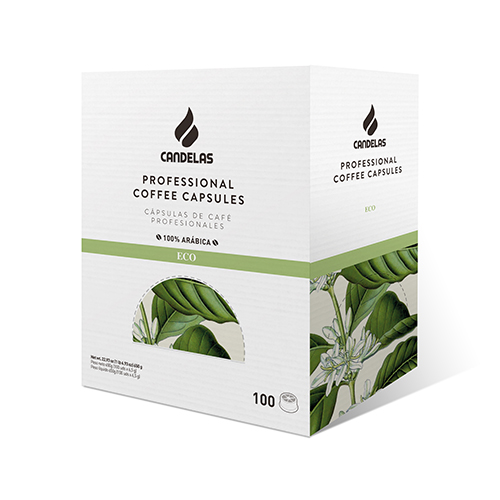 CANDELAS
PROFESSIONAL
COFFEE CAPSULES
CÁPSULAS DE CAFÉ
PROFESIONALES
100% ARÁBICA
ECO
100
CANDELAS
PROFESSIONAL
COFFEE CAPSULES
ECO